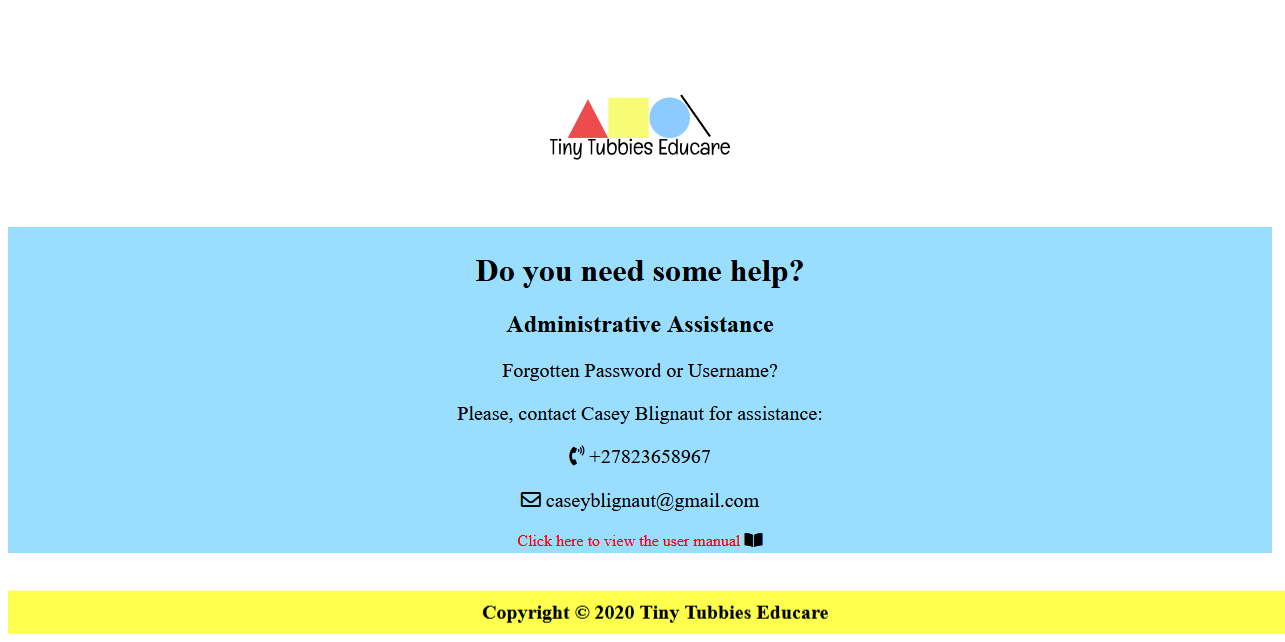 Tiny Tubbies Educare
Do you need some help?
Administrative Assistance
Forgotten Password or Username?
Please, contact Casey Blignaut for assistance:
+27823658967
caseyblignaut@gmail.com
Click here to view the user manual
Copyright © 2020 Tiny Tubbies Educare